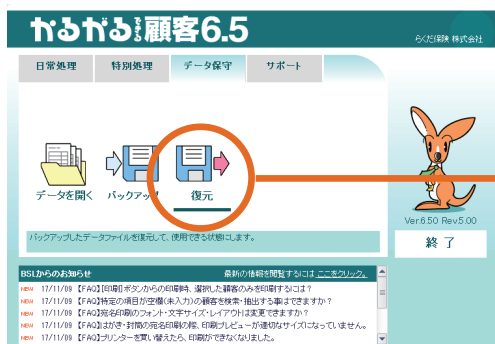 かるがるできる顧客6.5
らくだ保険 株式会社
日常処理 特別処理 データ保守 サポート
データを開く バックアップ 復元
Ver.6.50 Rev.5.00
バックアップしたデータファイルを復元して、使用できる状態にします。
終 了
BSLからのお知らせ 最新の情報を閲覧するには、ここをクリック。
NEW 17/11/09 【FAQ】[印刷]ボタンからの印刷時、選択した顧客のみを印刷するには?
NEW 17/11/09 【FAQ】特定の項目が空欄(未入力)の顧客を検索・抽出する事はできますか?
NEW 17/11/09 【FAQ】宛名印刷のフォント・文字サイズ・レイアウトは変更できますか?
NEW 17/11/09 【FAQ】はがき・封筒の宛名印刷の際、印刷プレビューが適切なサイズになっていません。
NEW 17/11/09 【FAQ】プリンターを買い替えたら、印刷ができなくなりました。